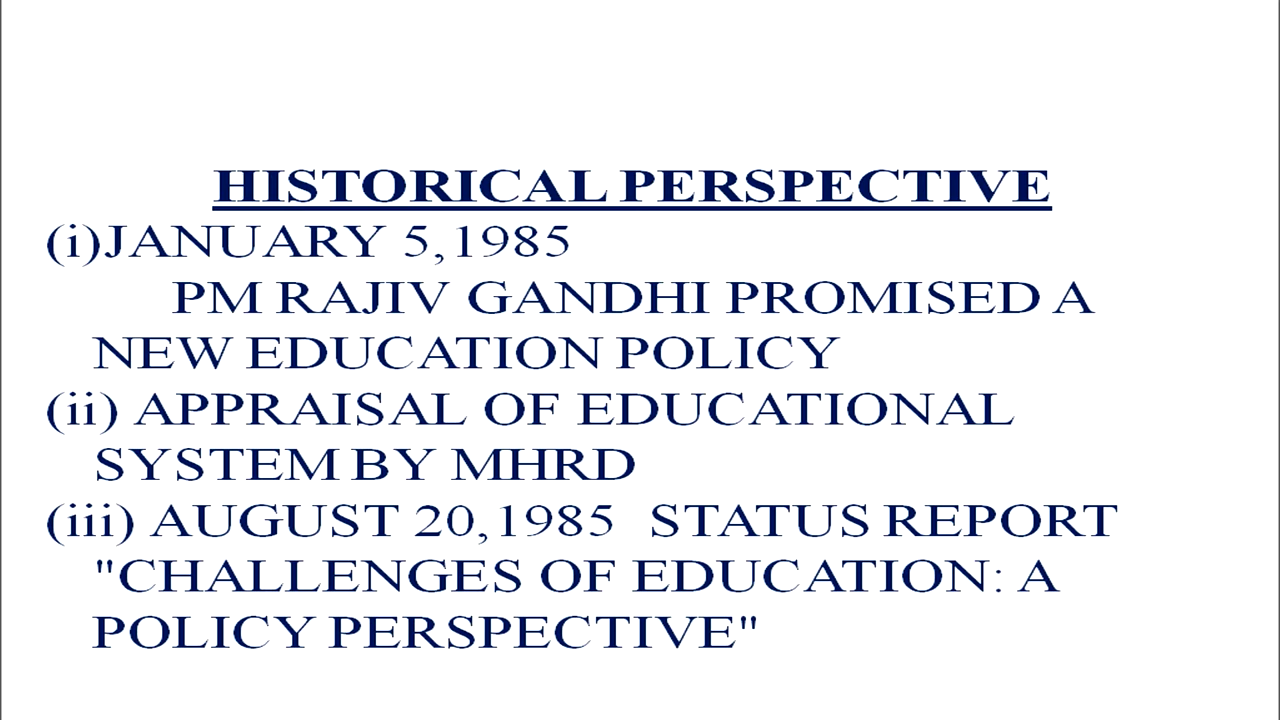 HISTORICAL PERSPECTIVE
(i)JANUARY 5,1985
PM RAJIV GANDHI PROMISED A
NEW EDUCATION POLICY
(ii) APPRAISAL OF EDUCATIONAL
SYSTEM BY MHRD
(iii) AUGUST 20,1985 STATUS REPORT
"CHALLENGES OF EDUCATION: A
POLICY PERSPECTIVE"